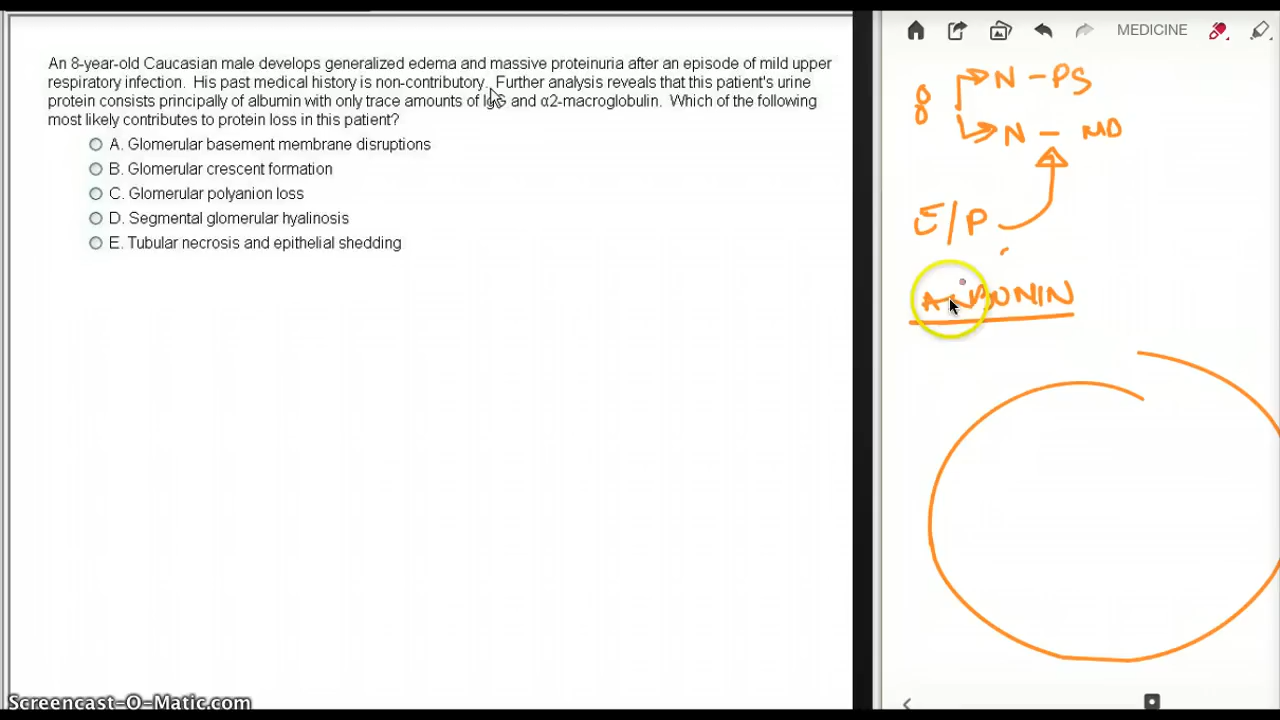 An 8-year-old Caucasian male develops generalized edema and massive proteinuria after an episode of mild upper
respiratory infection. His past medical history is non-contributory. Further analysis reveals that this patient's urine
protein consists principally of albumin with only trace amounts of IgG and α2-macroglobulin. Which of the following
most likely contributes to protein loss in this patient?
A. Glomerular basement membrane disruptions
B. Glomerular crescent formation
C. Glomerular polyanion loss
D. Segmental glomerular hyalinosis
E. Tubular necrosis and epithelial shedding
MEDICINE
8 N - PS
N - MD
E/P
ALBUMIN
Screencast-O-Matic.com